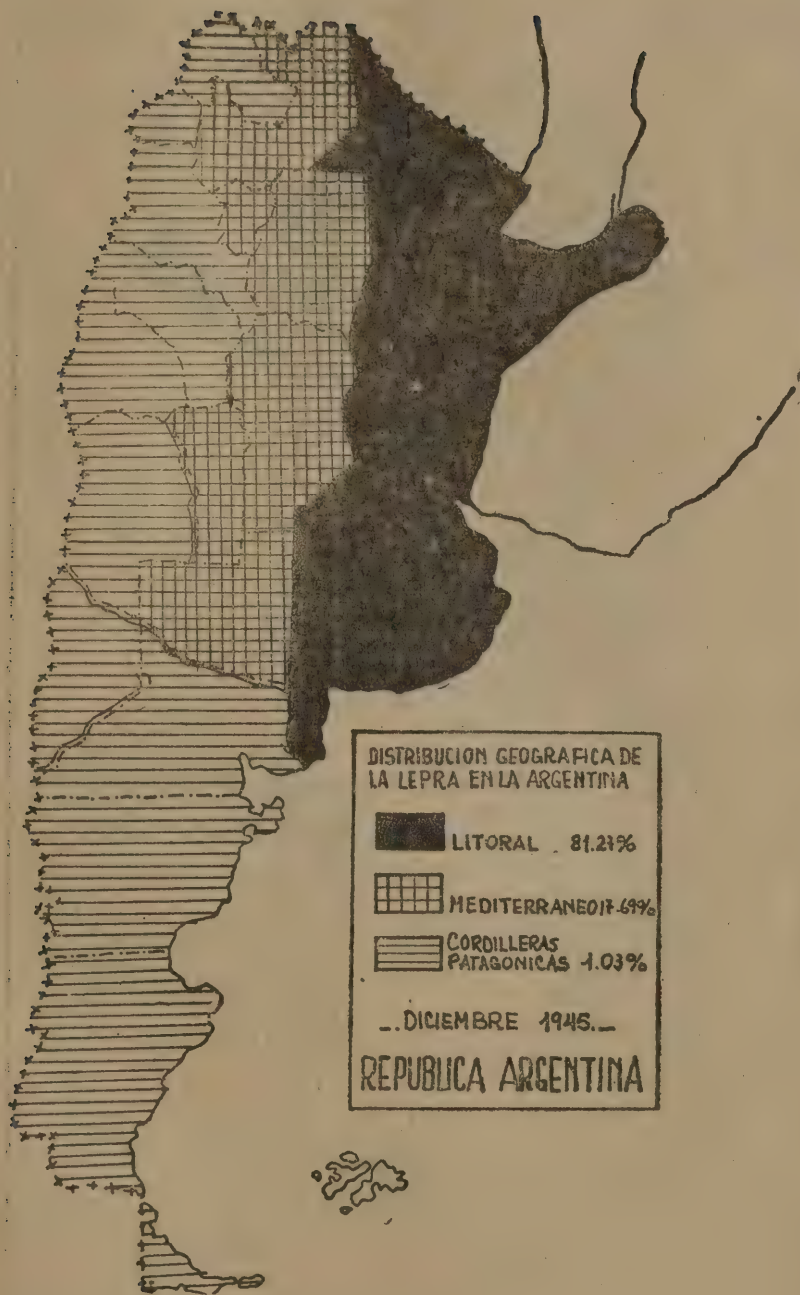 DISTRIBUCION GEOGRAFICA DE
LA LEPRA EN LA ARGENTINA
LITORAL . 81.27%
MEDITERRANEO 17.69%
CORDILLERAS
PATAGONICAS 1.03%
_..DICIEMBRE 1945._
REPUBLICA ARGENTINA